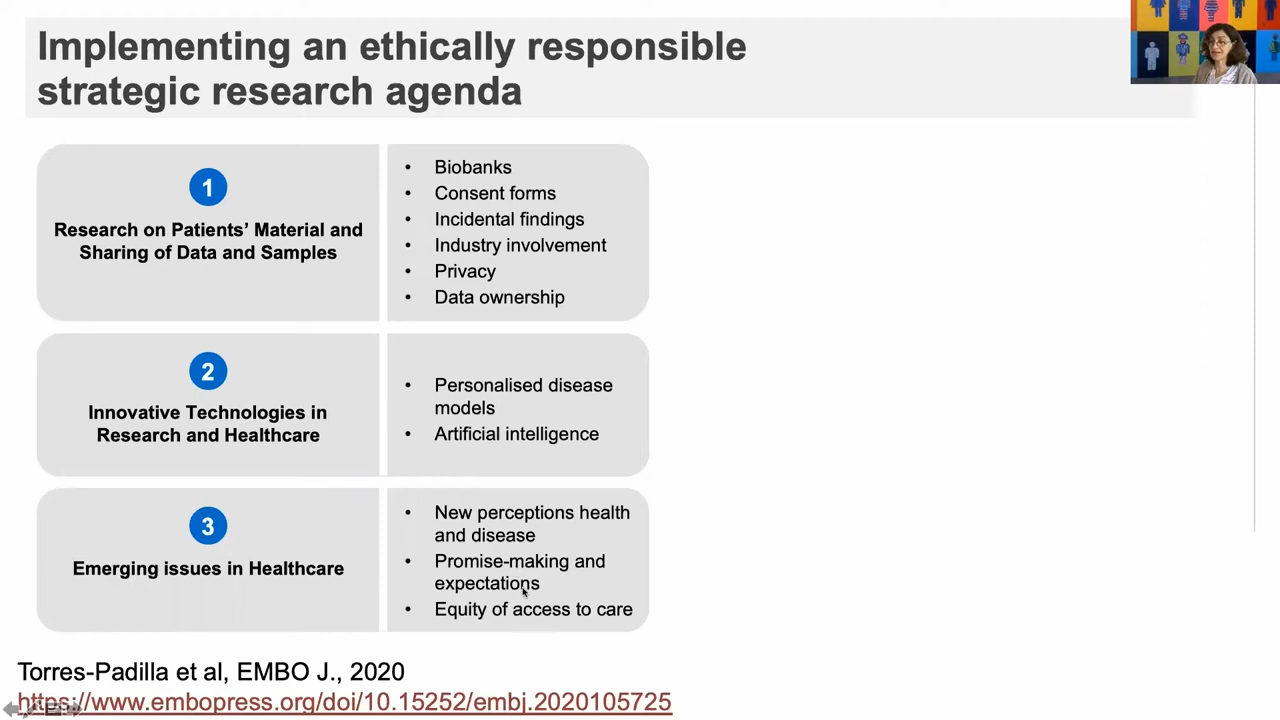 Implementing an ethically responsible
strategic research agenda
1
Research on Patients' Material and
Sharing of Data and Samples
• Biobanks
• Consent forms
• Incidental findings
• Industry involvement
• Privacy
• Data ownership
2
Innovative Technologies in
Research and Healthcare
• Personalised disease
models
• Artificial intelligence
3
Emerging issues in Healthcare
• New perceptions health
and disease
• Promise-making and
expectations
• Equity of access to care
Torres-Padilla et al, EMBO J., 2020
https://www.embopress.org/doi/10.15252/embj.2020105725